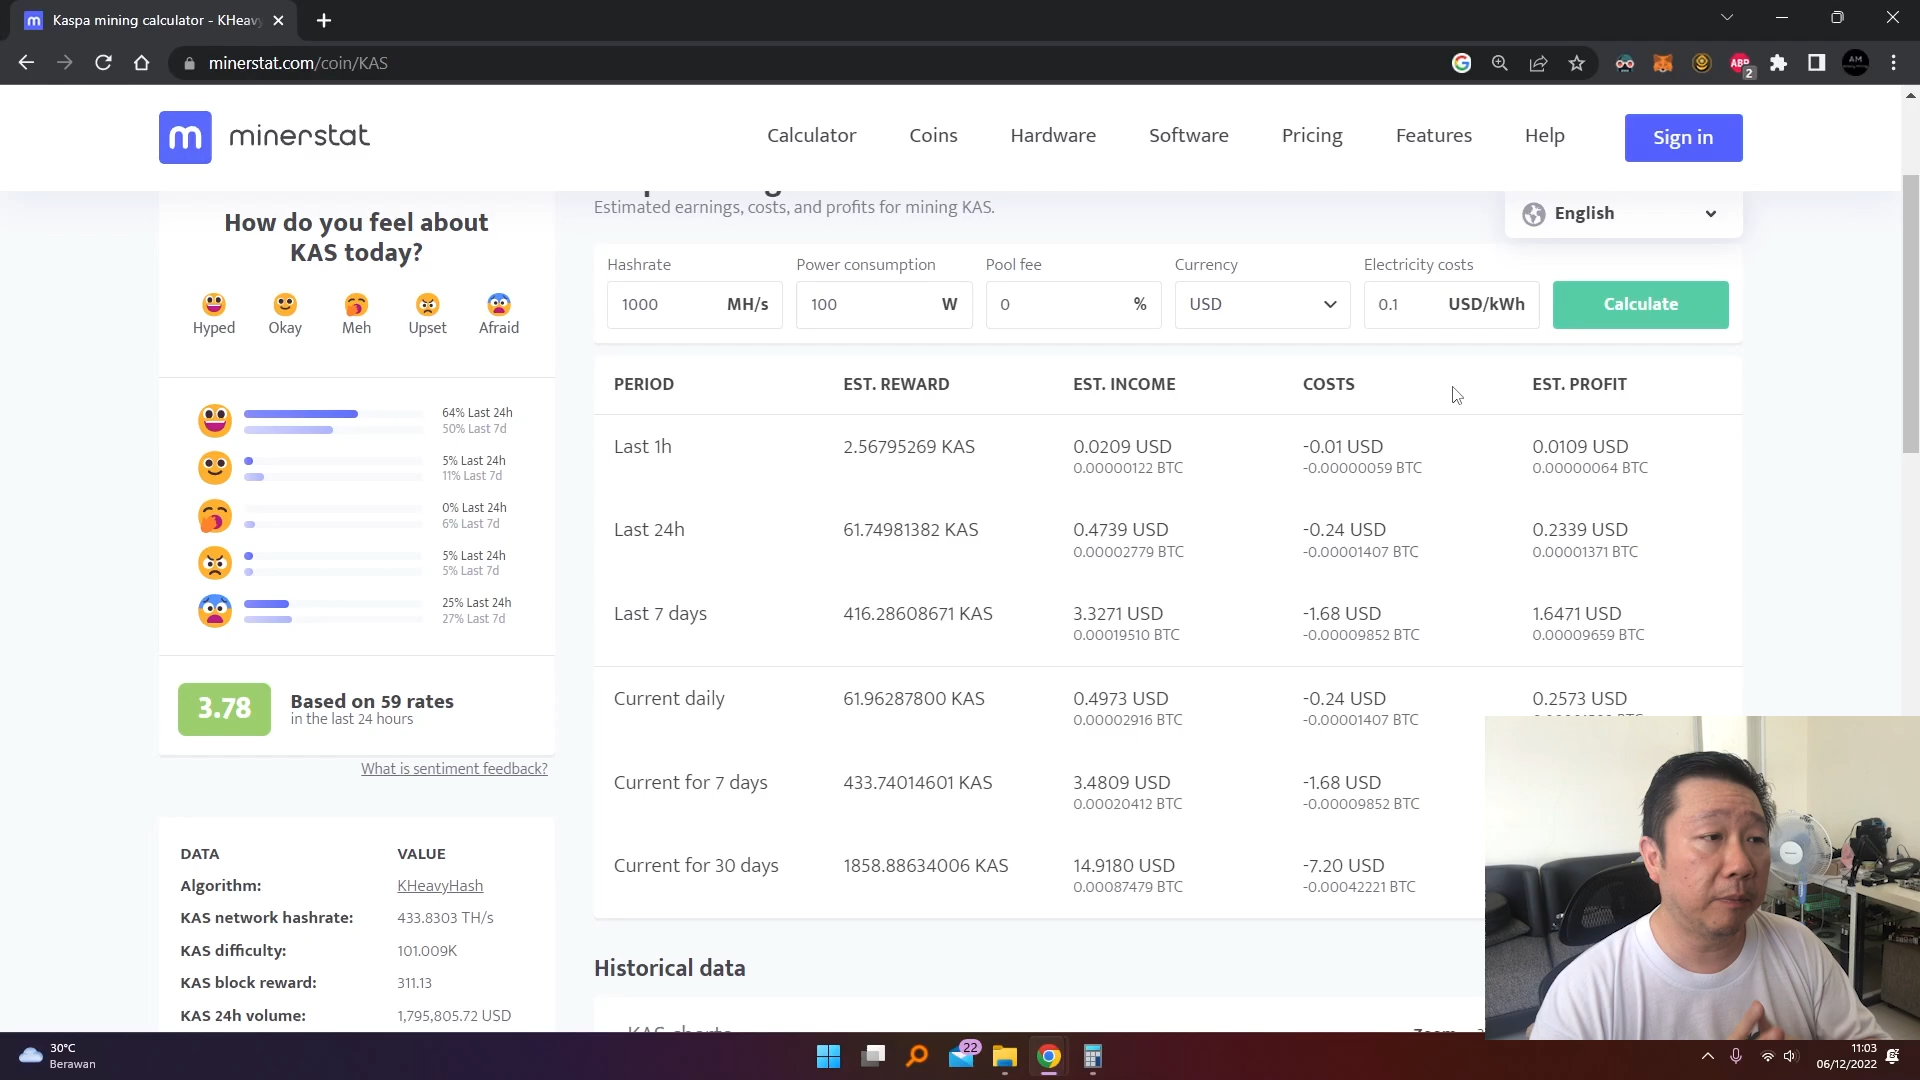 Kaspa mining calculator - KHeavy
minerstat.com/coin/KAS
ABP
2
AM
m minerstat
Calculator
Coins
Hardware
Software
Pricing
Features
Help
Sign in
How do you feel about
KAS today?
Hyped
Okay
Meh
Upset
Afraid
64% Last 24h
50% Last 7d
5% Last 24h
11% Last 7d
0% Last 24h
6% Last 7d
5% Last 24h
5% Last 7d
25% Last 24h
27% Last 7d
3.78
Based on 59 rates
in the last 24 hours
What is sentiment feedback?
DATA VALUE
Algorithm: KHeavyHash
KAS network hashrate: 433.8303 TH/s
KAS difficulty: 101.009K
KAS block reward: 311.13
KAS 24h volume: 1,795,805.72 USD
Estimated earnings, costs, and profits for mining KAS.
English
Hashrate Power consumption Pool fee Currency Electricity costs
1000 MH/s 100 W 0 % USD 0.1 USD/kWh Calculate
PERIOD EST. REWARD EST. INCOME COSTS EST. PROFIT
Last 1h 2.56795269 KAS 0.0209 USD -0.01 USD 0.0109 USD
0.00000122 BTC -0.00000059 BTC 0.00000064 BTC
Last 24h 61.74981382 KAS 0.4739 USD -0.24 USD 0.2339 USD
0.00002779 BTC -0.00001407 BTC 0.00001371 BTC
Last 7 days 416.28608671 KAS 3.3271 USD -1.68 USD 1.6471 USD
0.00019510 BTC -0.00009852 BTC 0.00009659 BTC
Current daily 61.96287800 KAS 0.4973 USD -0.24 USD 0.2573 USD
0.00002916 BTC -0.00001407 BTC
Current for 7 days 433.74014601 KAS 3.4809 USD -1.68 USD
0.00020412 BTC -0.00009852 BTC
Current for 30 days 1858.88634006 KAS 14.9180 USD -7.20 USD
0.00087479 BTC -0.00042221 BTC
Historical data
KAS charts
Zoom
30°C
Berawan
22
11:03
06/12/2022